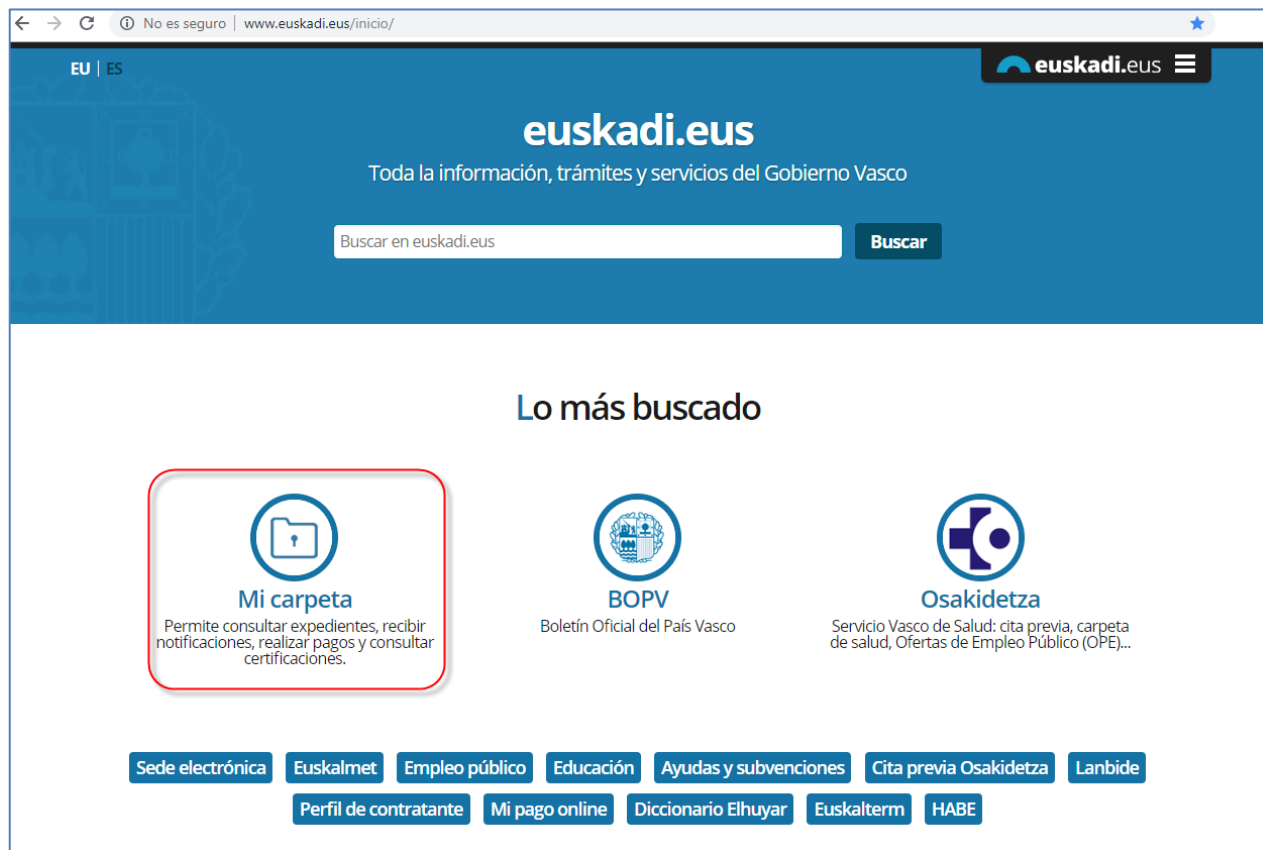 No es seguro | www.euskadi.eus/inicio/
EU | ES
euskadi.eus
euskadi.eus
Toda la información, trámites y servicios del Gobierno Vasco
Buscar en euskadi.eus
Buscar
Lo más buscado
Mi carpeta
Permite consultar expedientes, recibir
notificaciones, realizar pagos y consultar
certificaciones.
BOPV
Boletín Oficial del País Vasco
Osakidetza
Servicio Vasco de Salud: cita previa, carpeta
de salud, Ofertas de Empleo Público (OPE)...
Sede electrónica Euskalmet Empleo público Educación Ayudas y subvenciones Cita previa Osakidetza Lanbide
Perfil de contratante Mi pago online Diccionario Elhuyar Euskalterm HABE